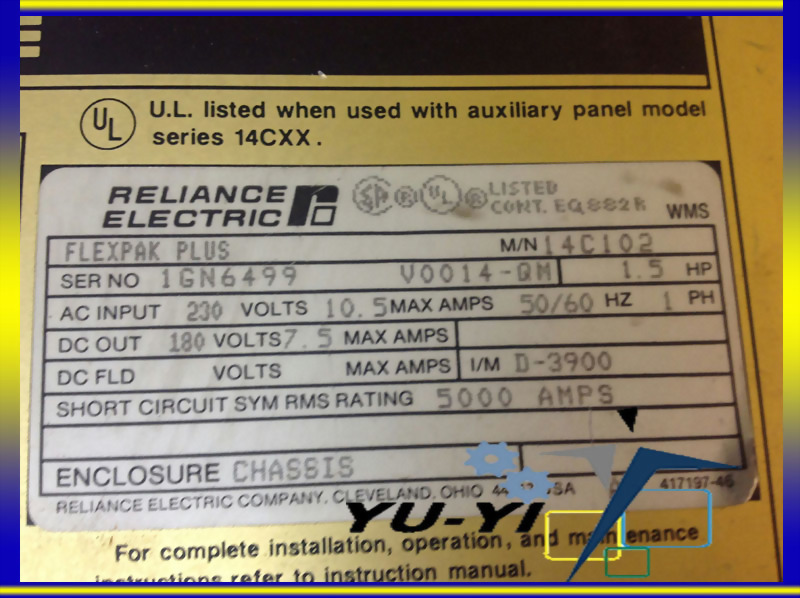 U.L. listed when used with auxiliary panel model
series 14CXX.
RELIANCE
ELECTRIC
LISTED
CONT. EQ 882R
WMS
FLEXPAK PLUS M/N 14C102
SER NO 1GN6499 V0014-QM 1.5 HP
AC INPUT 230 VOLTS 10.5 MAX AMPS 50/60 HZ 1 PH
DC OUT 180 VOLTS 7.5 MAX AMPS
DC FLD VOLTS MAX AMPS I/M D-3900
SHORT CIRCUIT SYM RMS RATING 5000 AMPS
ENCLOSURE CHASSIS
RELIANCE ELECTRIC COMPANY, CLEVELAND, OHIO USA 417197-46
YU-YI
For complete installation, operation, and maintenance
instructions refer to instruction manual.